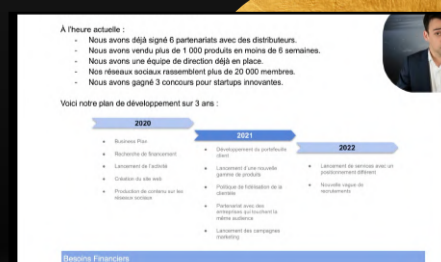 À l'heure actuelle :
- Nous avons déjà signé 6 partenariats avec des distributeurs.
- Nous avons vendu plus de 1 000 produits en moins de 6 semaines.
- Nous avons une équipe de direction déjà en place.
- Nos réseaux sociaux rassemblent plus de 20 000 membres.
- Nous avons gagné 3 concours pour startups innovantes.
Voici notre plan de développement sur 3 ans :
2020
• Business Plan
• Recherche de financement
• Lancement de l'activité
• Création du site web
• Production de contenu sur les
réseaux sociaux
2021
• Développement du portefeuille
client
• Lancement d'une nouvelle
gamme de produits
• Politique de fidélisation de la
clientèle
• Partenariat avec des
entreprises qui touchent la
même audience
• Lancement des campagnes
marketing
2022
• Lancement de services avec un
positionnement différent
• Nouvelle vague de
recrutements
Besoins Financiers